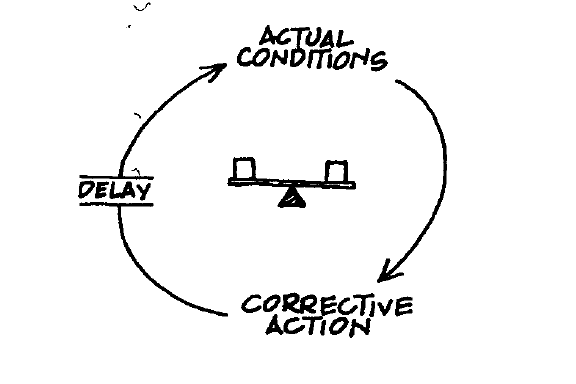 ACTUAL
CONDITIONS
DELAY
CORRECTIVE
ACTION